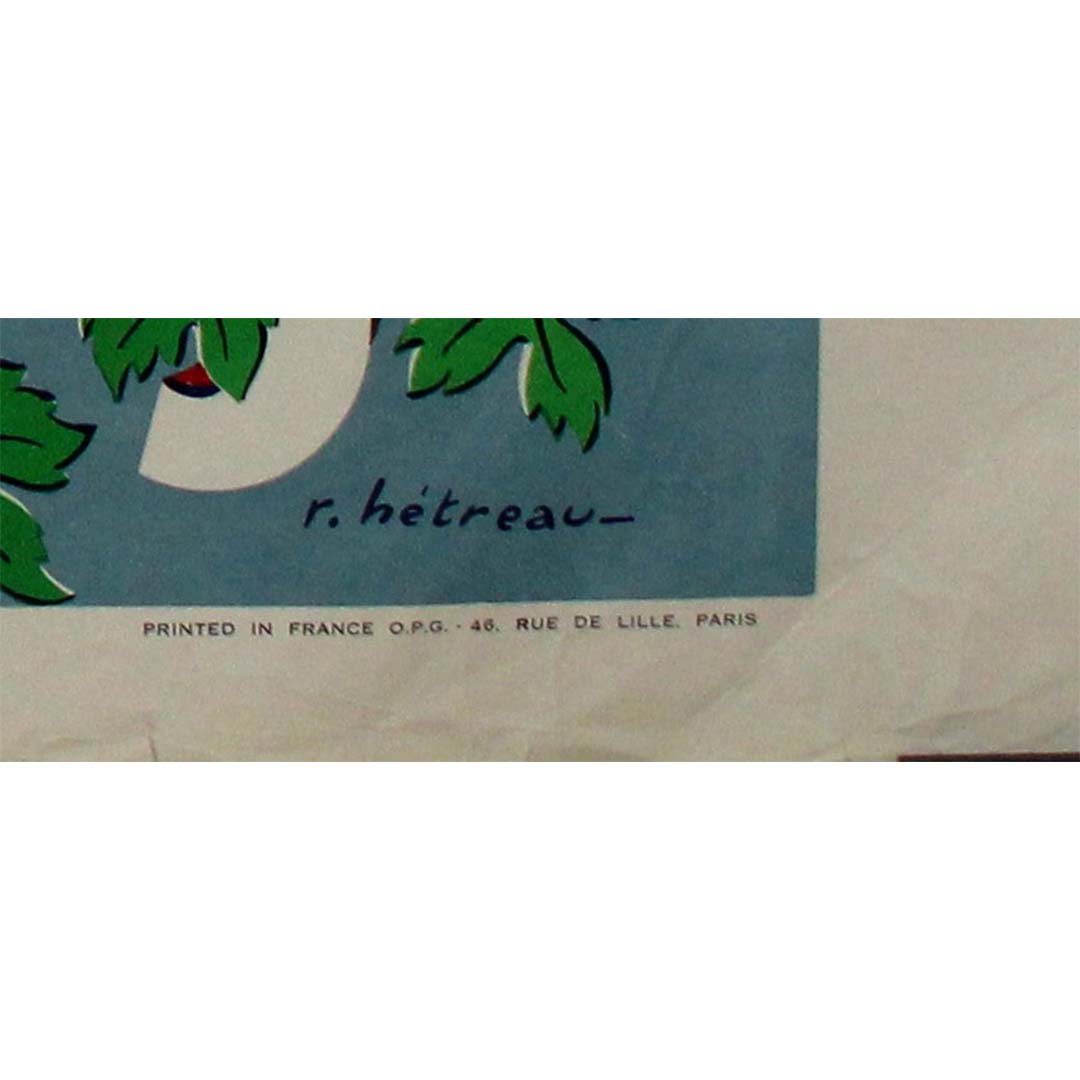 r. hétreau
PRINTED IN FRANCE O.P.G. - 46, RUE DE LILLE. PARIS